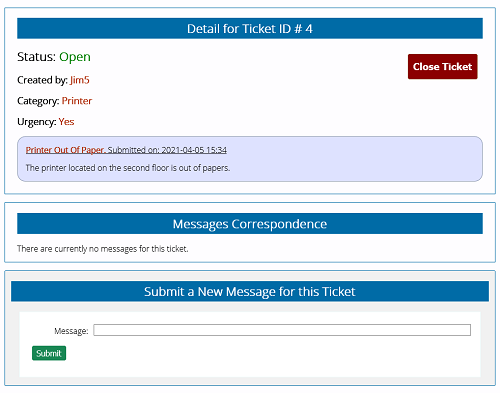 Detail for Ticket ID # 4
Status: Open
Close Ticket
Created by: Jim5
Category: Printer
Urgency: Yes
Printer Out Of Paper. Submitted on: 2021-04-05 15:34
The printer located on the second floor is out of papers.
Messages Correspondence
There are currently no messages for this ticket.
Submit a New Message for this Ticket
Message:
Submit